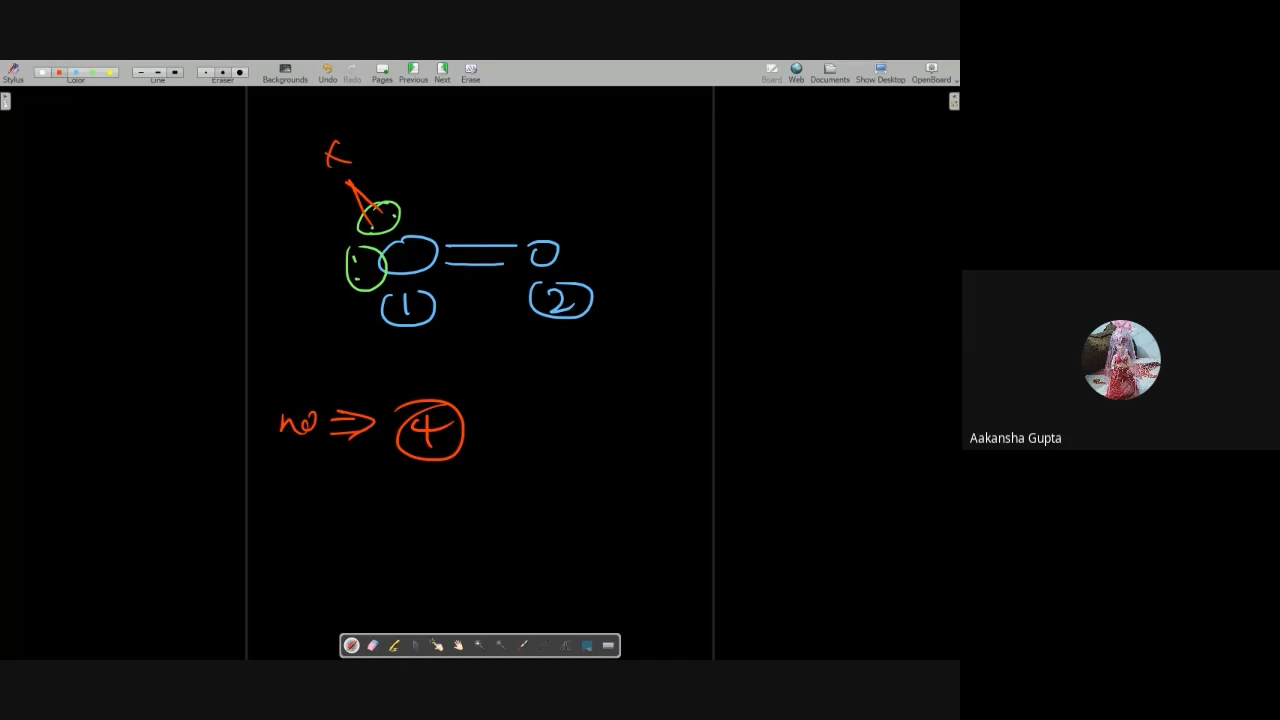 Stylus Color Line Eraser Backgrounds Undo Redo Pages Previous Next Erase Board Web Documents Show Desktop OpenBoard
O = O
(1) (2)
no ⇒ 4
Aakansha Gupta